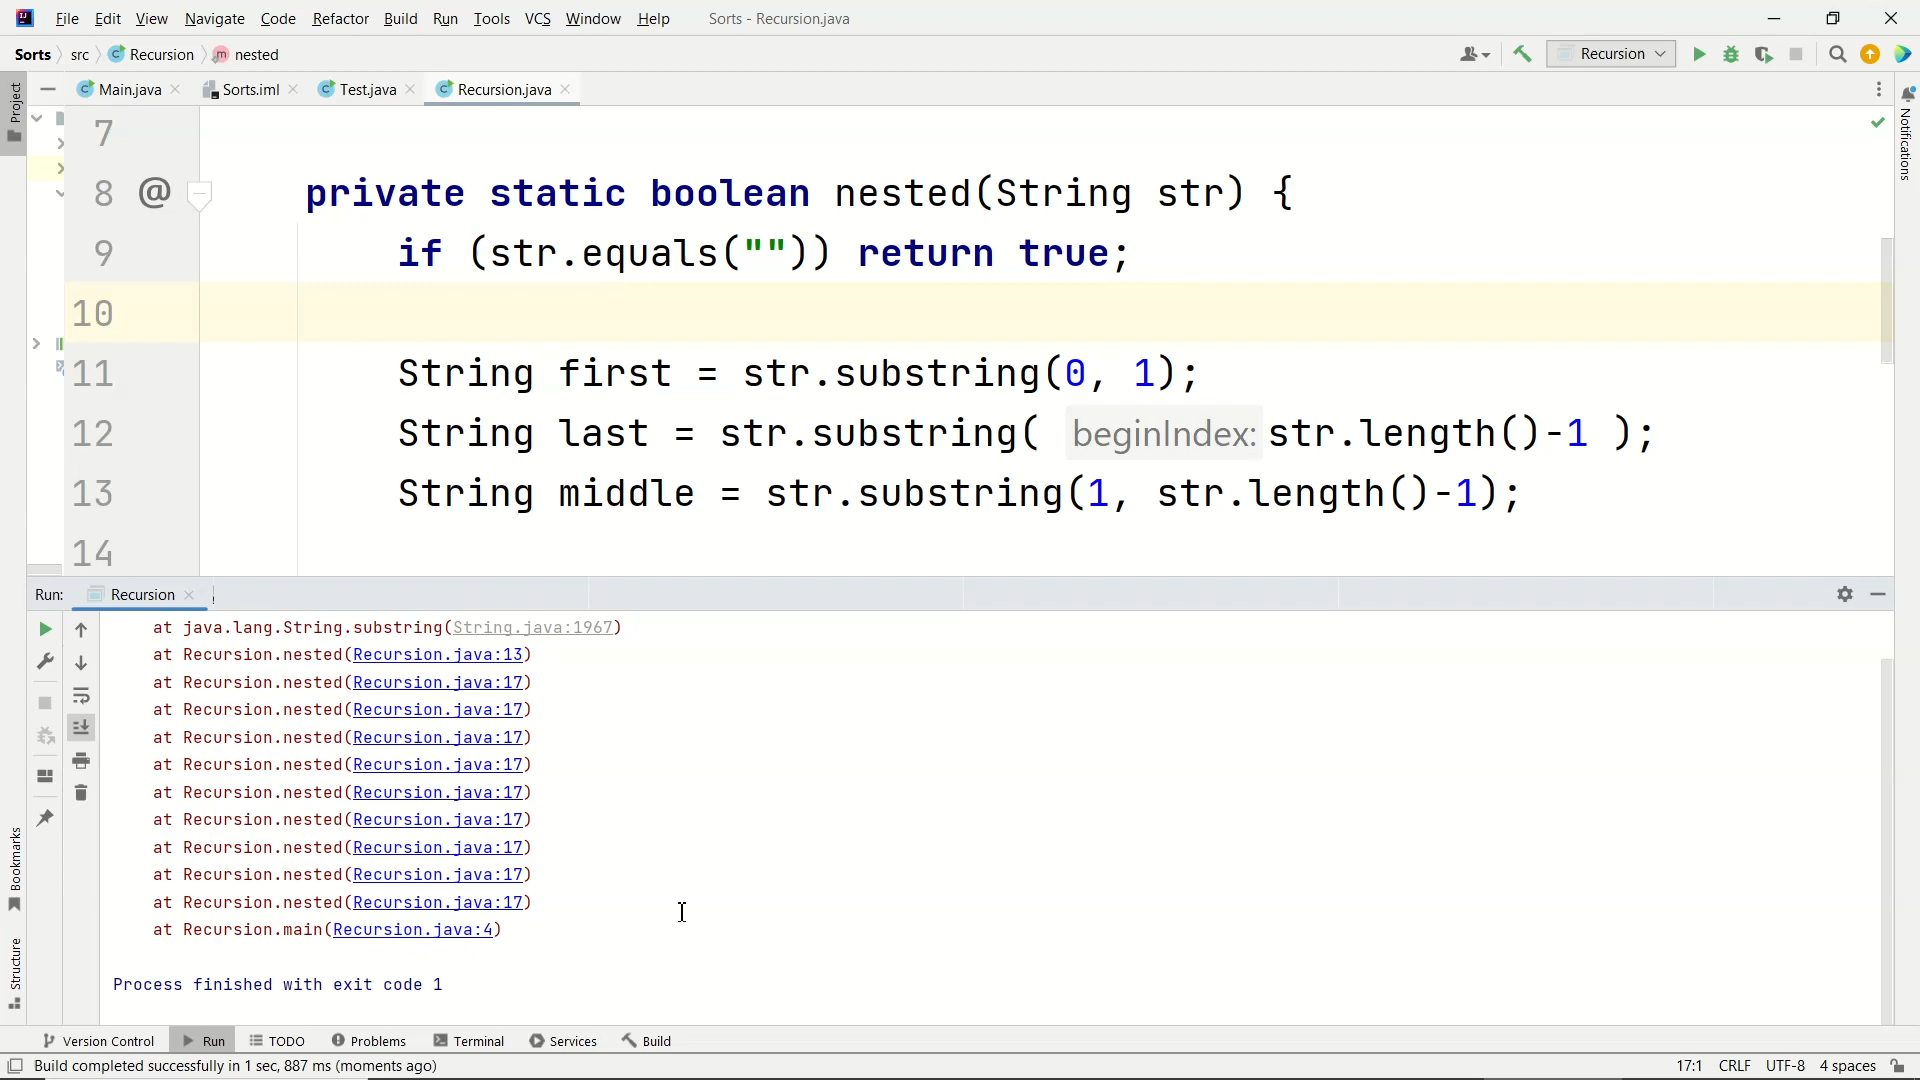 File Edit View Navigate Code Refactor Build Run Tools VCS Window Help Sorts - Recursion.java
Sorts src Recursion nested Recursion
Main.java Sorts.iml Test.java Recursion.java
Project
Notifications
7
8 @ private static boolean nested(String str) {
9 if (str.equals("")) return true;
10
11 String first = str.substring(0, 1);
12 String last = str.substring( beginIndex: str.length()-1 );
13 String middle = str.substring(1, str.length()-1);
14
Run: Recursion
at java.lang.String.substring(String.java:1967)
at Recursion.nested(Recursion.java:13)
at Recursion.nested(Recursion.java:17)
at Recursion.nested(Recursion.java:17)
at Recursion.nested(Recursion.java:17)
at Recursion.nested(Recursion.java:17)
at Recursion.nested(Recursion.java:17)
at Recursion.nested(Recursion.java:17)
at Recursion.nested(Recursion.java:17)
at Recursion.nested(Recursion.java:17)
at Recursion.nested(Recursion.java:17)
at Recursion.main(Recursion.java:4)
Process finished with exit code 1
Bookmarks
Structure
Version Control Run TODO Problems Terminal Services Build
Build completed successfully in 1 sec, 887 ms (moments ago) 17:1 CRLF UTF-8 4 spaces